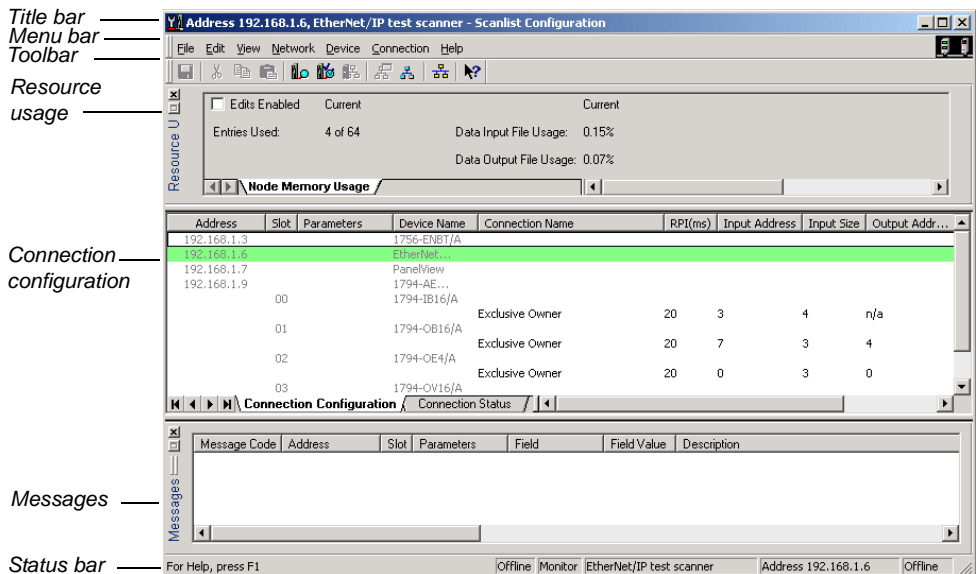 Title bar
Address 192.168.1.6, EtherNet/IP test scanner - Scanlist Configuration
Menu bar
File Edit View Network Device Connection Help
Toolbar
Resource usage
Resource U
Edits Enabled Current Current
Entries Used: 4 of 64 Data Input File Usage: 0.15%
Data Output File Usage: 0.07%
Node Memory Usage
Connection configuration
Address Slot Parameters Device Name Connection Name RPI(ms) Input Address Input Size Output Addr...
192.168.1.3 1756-ENBT/A
192.168.1.6 EtherNet...
192.168.1.7 PanelView
192.168.1.9 1794-AE...
00 1794-IB16/A
Exclusive Owner 20 3 4 n/a
01 1794-OB16/A
Exclusive Owner 20 7 3 4
02 1794-OE4/A
Exclusive Owner 20 0 3 0
03 1794-OV16/A
Connection Configuration Connection Status
Messages
Messages
Message Code Address Slot Parameters Field Field Value Description
Status bar
For Help, press F1 Offline Monitor EtherNet/IP test scanner Address 192.168.1.6 Offline